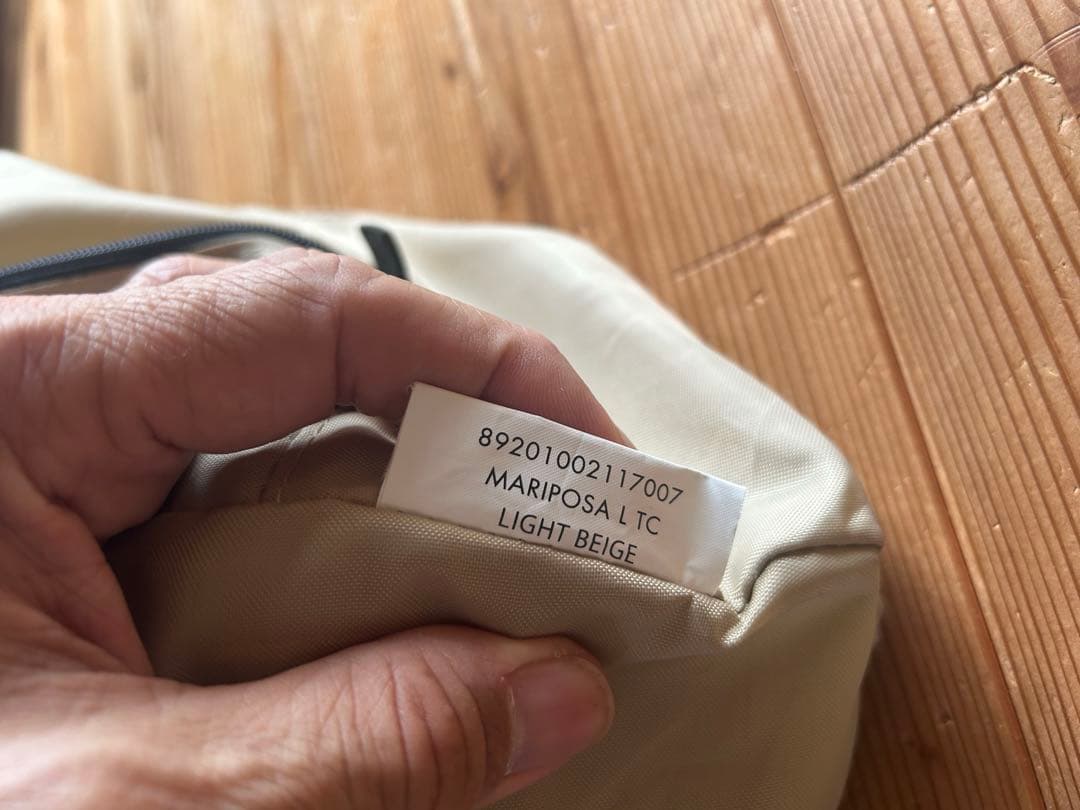 89201002117007
MARIPOSA L TC
LIGHT BEIGE